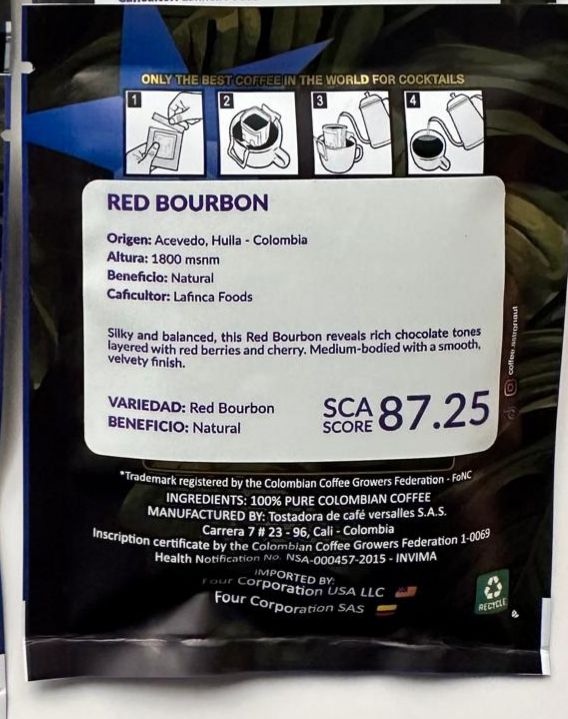 ONLY THE BEST COFFEE IN THE WORLD FOR COCKTAILS
1
2
3
4
RED BOURBON
Origen: Acevedo, Hulla - Colombia
Altura: 1800 msnm
Beneficio: Natural
Caficultor: Lafinca Foods
Silky and balanced, this Red Bourbon reveals rich chocolate tones
layered with red berries and cherry. Medium-bodied with a smooth,
velvety finish.
VARIEDAD: Red Bourbon
BENEFICIO: Natural
SCA
SCORE 87.25
coffee.astronaut
*Trademark registered by the Colombian Coffee Growers Federation - FoNC
INGREDIENTS: 100% PURE COLOMBIAN COFFEE
MANUFACTURED BY: Tostadora de café versalles S.A.S.
Carrera 7 # 23 - 96, Cali - Colombia
Inscription certificate by the Colombian Coffee Growers Federation 1-0069
Health Notification No. NSA-000457-2015 - INVIMA
IMPORTED BY:
Four Corporation USA LLC
Four Corporation SAS
RECYCLE